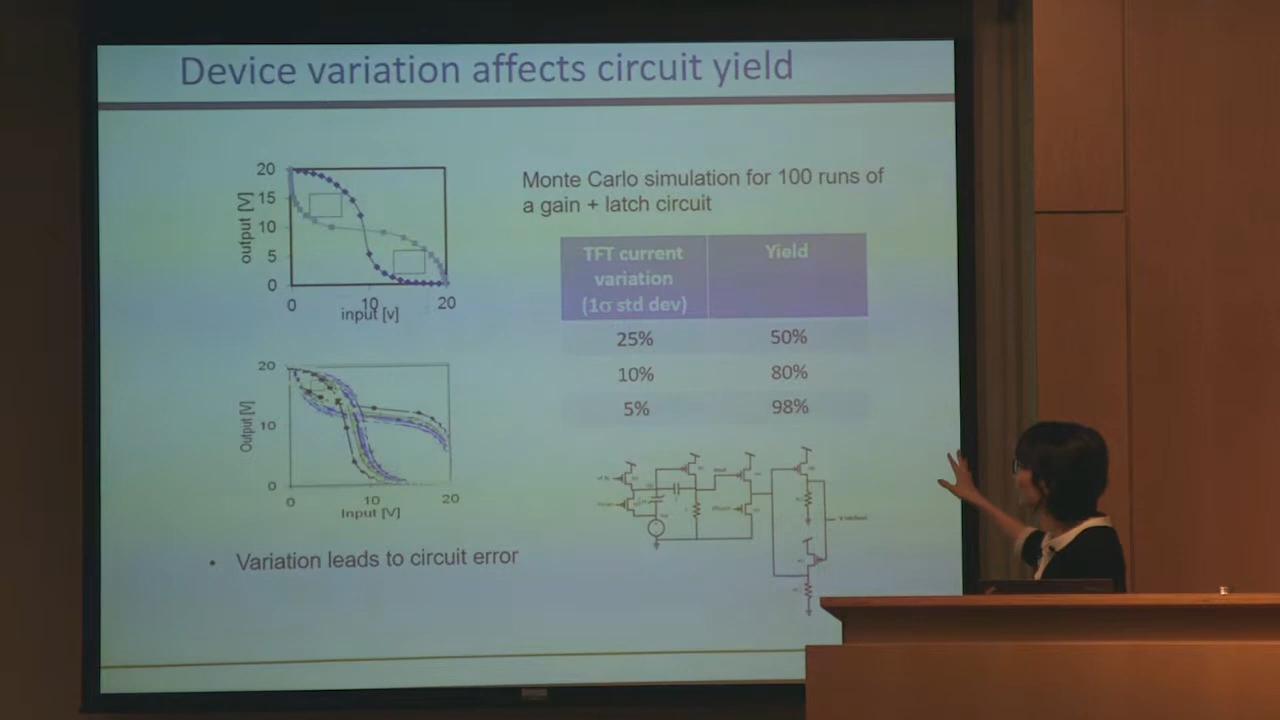 Device variation affects circuit yield
20
15
10
5
0
output [V]
0
10
20
input [v]
20
10
0
Output [V]
0
10
20
Input [V]
• Variation leads to circuit error
Monte Carlo simulation for 100 runs of
a gain + latch circuit
TFT current
variation
(1σ std dev)
Yield
25% 50%
10% 80%
5% 98%